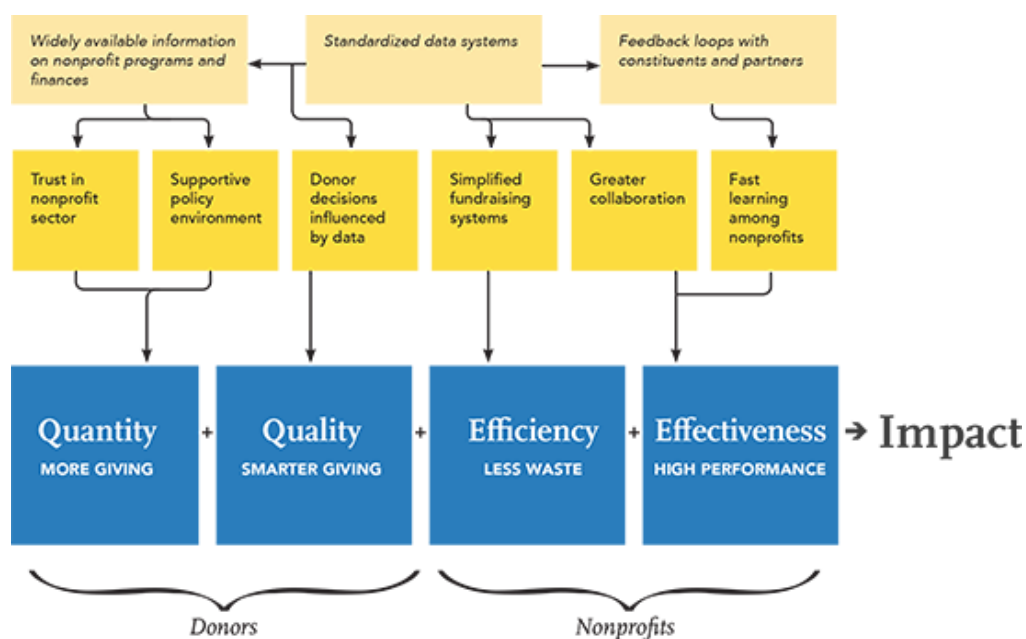 Widely available information
on nonprofit programs and
finances
Standardized data systems
Feedback loops with
constituents and partners
Trust in
nonprofit
sector
Supportive
policy
environment
Donor
decisions
influenced
by data
Simplified
fundraising
systems
Greater
collaboration
Fast
learning
among
nonprofits
Quantity
MORE GIVING
+
Quality
SMARTER GIVING
+
Efficiency
LESS WASTE
+
Effectiveness
HIGH PERFORMANCE
Impact
Donors
Nonprofits